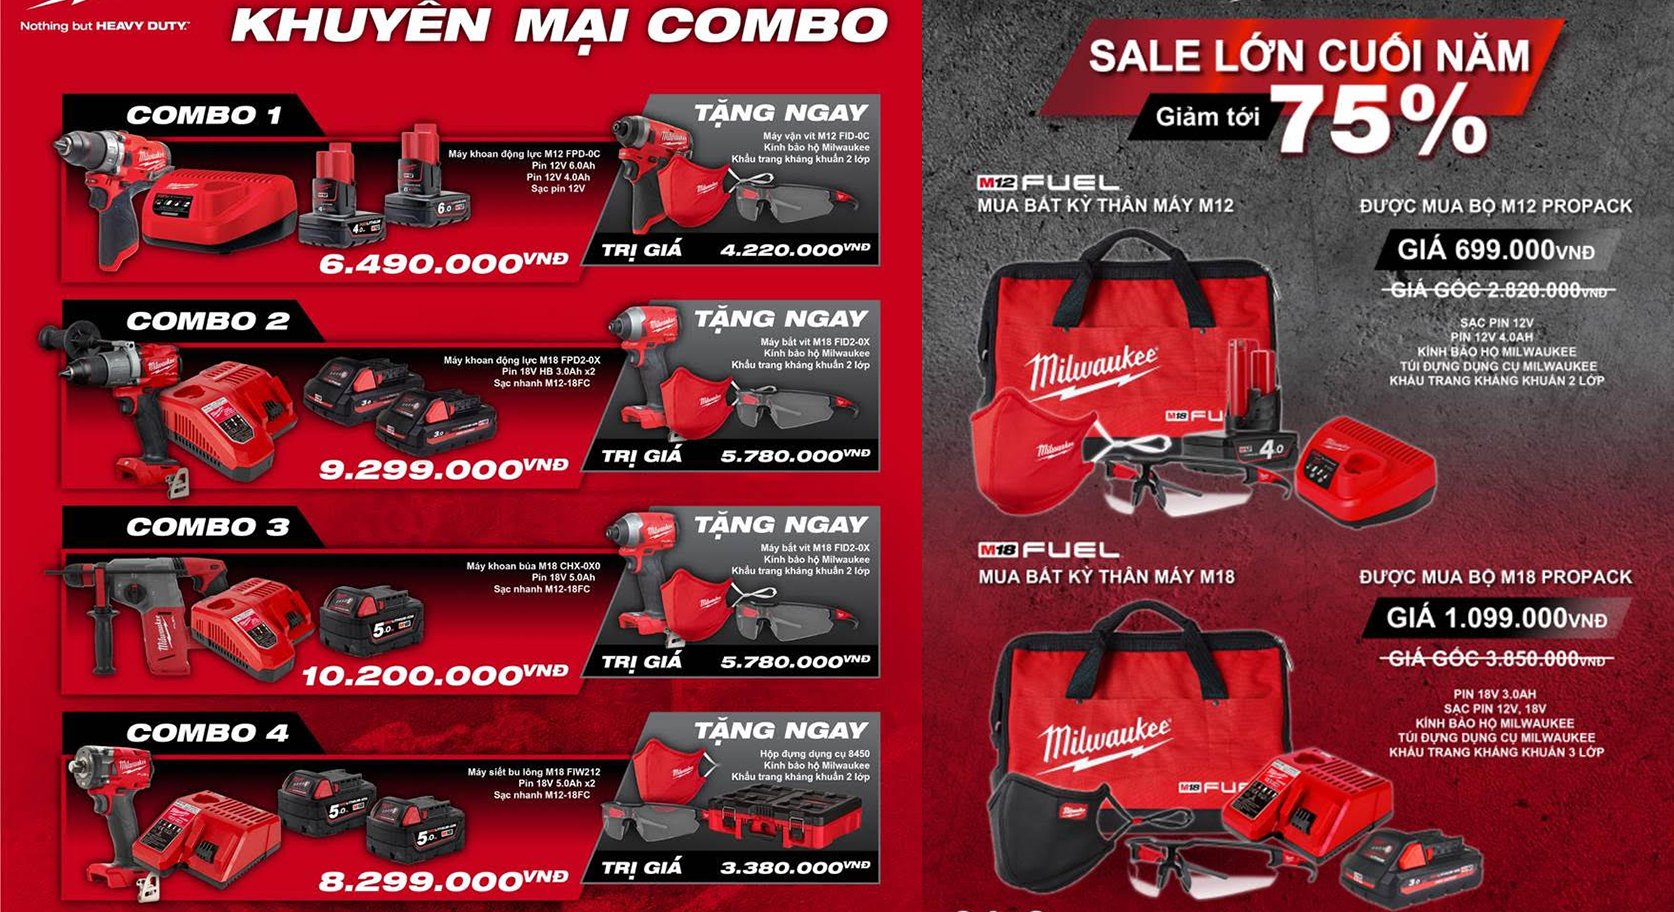 Nothing but HEAVY DUTY.™
KHUYẾN MẠI COMBO
COMBO 1
Máy khoan động lực M12 FPD-0C
Pin 12V 6.0Ah
Pin 12V 4.0Ah
Sạc pin 12V
6.490.000VNĐ
TẶNG NGAY
Máy vặn vít M12 FID-0C
Kính bảo hộ Milwaukee
Khẩu trang kháng khuẩn 2 lớp
TRỊ GIÁ 4.220.000VNĐ
COMBO 2
Máy khoan động lực M18 FPD2-0X
Pin 18V HB 3.0Ah x2
Sạc nhanh M12-18FC
9.299.000VNĐ
TẶNG NGAY
Máy bắt vít M18 FID2-0X
Kính bảo hộ Milwaukee
Khẩu trang kháng khuẩn 2 lớp
TRỊ GIÁ 5.780.000VNĐ
COMBO 3
Máy khoan búa M18 CHX-0X0
Pin 18V 5.0Ah
Sạc nhanh M12-18FC
10.200.000VNĐ
TẶNG NGAY
Máy bắt vít M18 FID2-0X
Kính bảo hộ Milwaukee
Khẩu trang kháng khuẩn 2 lớp
TRỊ GIÁ 5.780.000VNĐ
COMBO 4
Máy siết bu lông M18 FIW212
Pin 18V 5.0Ah x2
Sạc nhanh M12-18FC
8.299.000VNĐ
TẶNG NGAY
Hộp đựng dụng cụ 8450
Kính bảo hộ Milwaukee
Khẩu trang kháng khuẩn 2 lớp
TRỊ GIÁ 3.380.000VNĐ
SALE LỚN CUỐI NĂM
Giảm tới 75%
M12 FUEL
MUA BẤT KỲ THÂN MÁY M12
ĐƯỢC MUA BỘ M12 PROPACK
GIÁ 699.000VNĐ
GIÁ GỐC 2.820.000VNĐ
SẠC PIN 12V
PIN 12V 4.0AH
KÍNH BẢO HỘ MILWAUKEE
TÚI ĐỰNG DỤNG CỤ MILWAUKEE
KHẨU TRANG KHÁNG KHUẨN 2 LỚP
Milwaukee
M18 FU
4.0
M18 FUEL
MUA BẤT KỲ THÂN MÁY M18
ĐƯỢC MUA BỘ M18 PROPACK
GIÁ 1.099.000VNĐ
GIÁ GỐC 3.850.000VNĐ
PIN 18V 3.0AH
SẠC PIN 12V, 18V
KÍNH BẢO HỘ MILWAUKEE
TÚI ĐỰNG DỤNG CỤ MILWAUKEE
KHẨU TRANG KHÁNG KHUẨN 3 LỚP
Milwaukee
M18 FUE
3.0